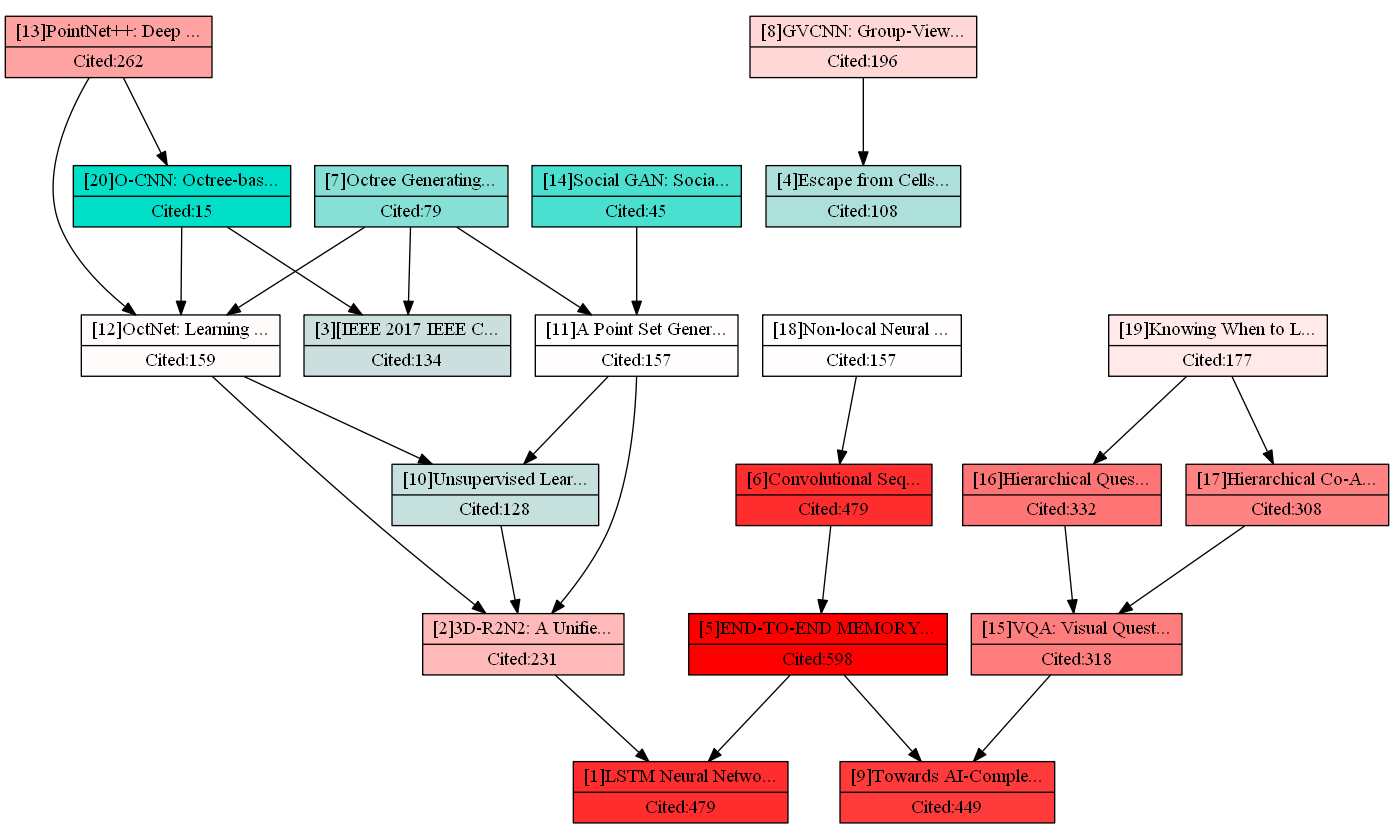 [13]PointNet++: Deep ...
Cited:262
[8]GVCNN: Group-View...
Cited:196
[20]O-CNN: Octree-bas...
Cited:15
[7]Octree Generating...
Cited:79
[14]Social GAN: Socia...
Cited:45
[4]Escape from Cells...
Cited:108
[12]OctNet: Learning ...
Cited:159
[3][IEEE 2017 IEEE C...
Cited:134
[11]A Point Set Gener...
Cited:157
[18]Non-local Neural ...
Cited:157
[19]Knowing When to L...
Cited:177
[10]Unsupervised Lear...
Cited:128
[6]Convolutional Seq...
Cited:479
[16]Hierarchical Ques...
Cited:332
[17]Hierarchical Co-A...
Cited:308
[2]3D-R2N2: A Unifie...
Cited:231
[5]END-TO-END MEMORY...
Cited:598
[15]VQA: Visual Quest...
Cited:318
[1]LSTM Neural Netwo...
Cited:479
[9]Towards AI-Comple...
Cited:449